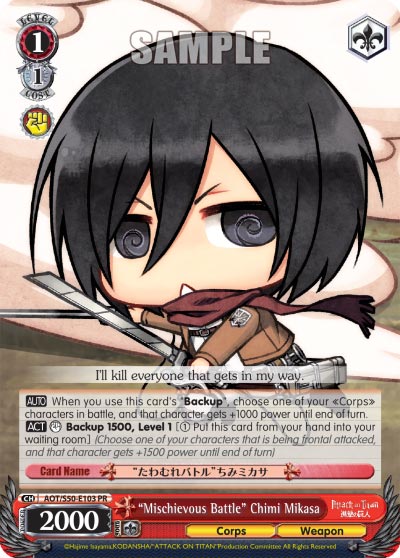 LEVEL
1
1
COST
SAMPLE
I'll kill everyone that gets in my way.
AUTO When you use this card's "Backup", choose one of your «Corps»
characters in battle, and that character gets +1000 power until end of turn.
ACT Backup 1500, Level 1 [① Put this card from your hand into your
waiting room] (Choose one of your characters that is being frontal attacked,
and that character gets +1500 power until end of turn)
Card Name “たわむれバトル”ちみミカサ
CH AOT/S50-E103 PR
“Mischievous Battle” Chimi Mikasa
Attack on Titan
進撃の巨人
POWER
2000
SOUL
Corps
Weapon
©Hajime Isayama,KODANSHA/"ATTACK ON TITAN"Production Committee.